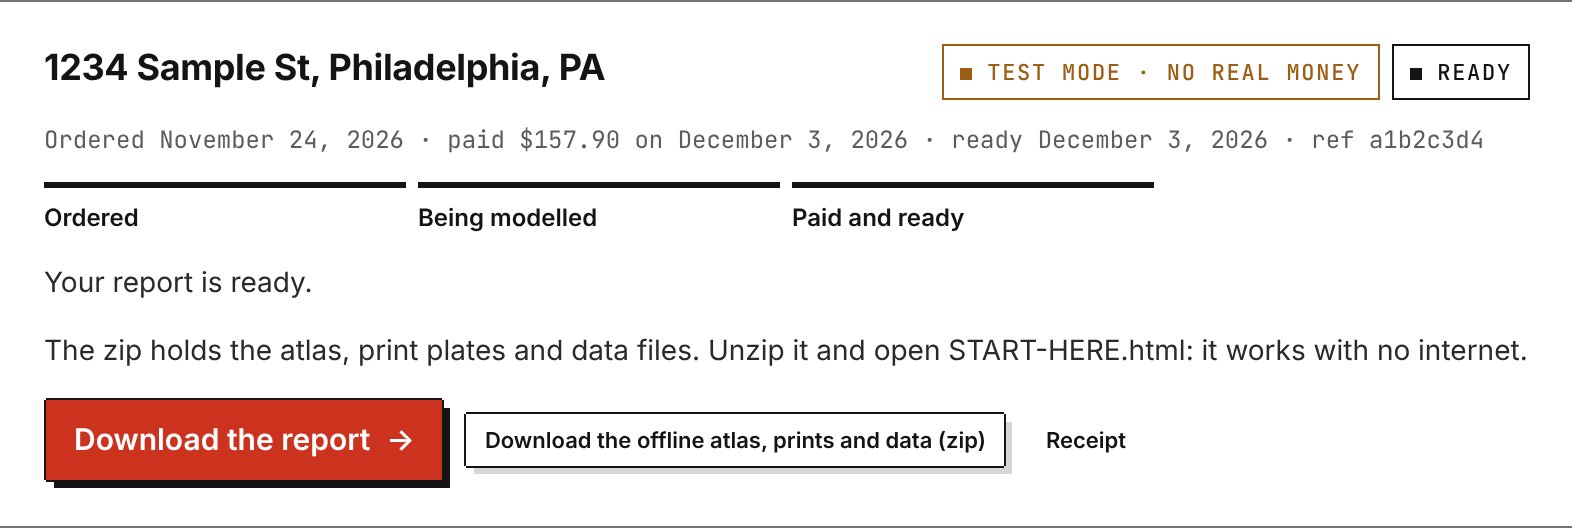 1234 Sample St, Philadelphia, PA
TEST MODE · NO REAL MONEY
READY
Ordered November 24, 2026 · paid $157.90 on December 3, 2026 · ready December 3, 2026 · ref a1b2c3d4
Ordered
Being modelled
Paid and ready
Your report is ready.
The zip holds the atlas, print plates and data files. Unzip it and open START-HERE.html: it works with no internet.
Download the report →
Download the offline atlas, prints and data (zip)
Receipt